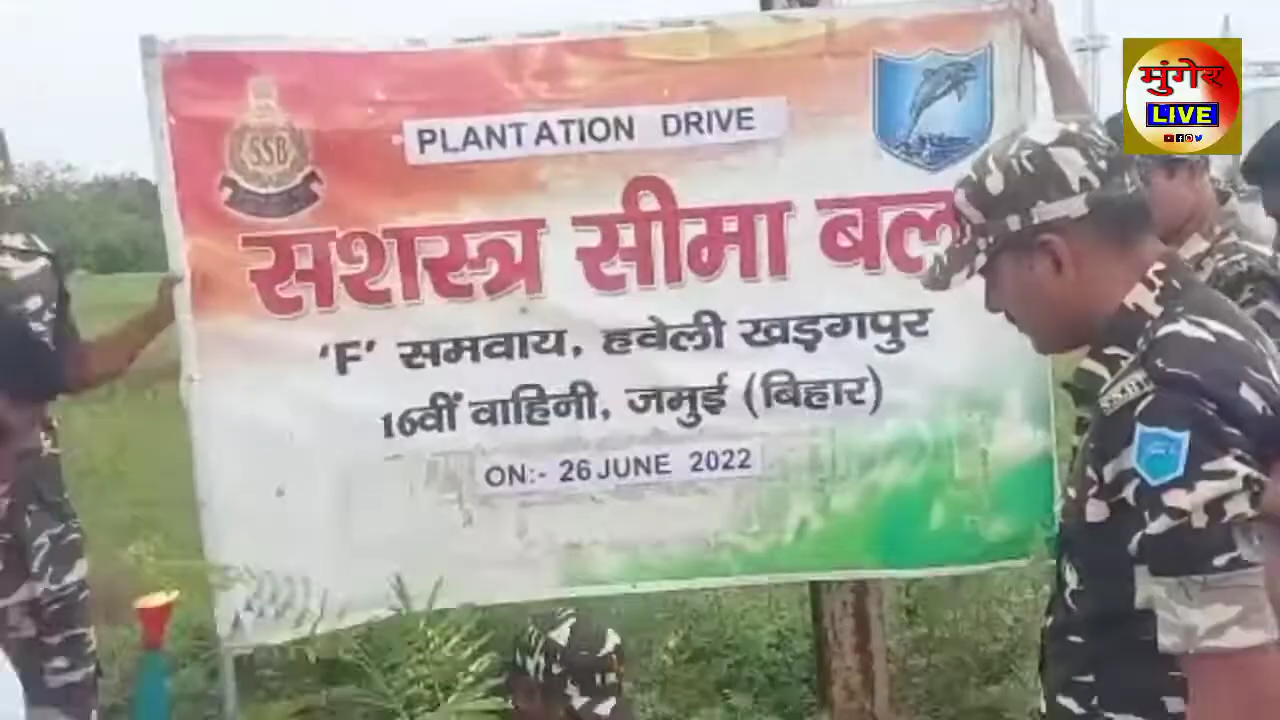 मुंगेर
LIVE
SSB
PLANTATION DRIVE
सशस्त्र सीमा बल
'F' समवाय, हवेली खड़गपुर
16वीं वाहिनी, जमुई (बिहार)
ON:- 26 JUNE 2022